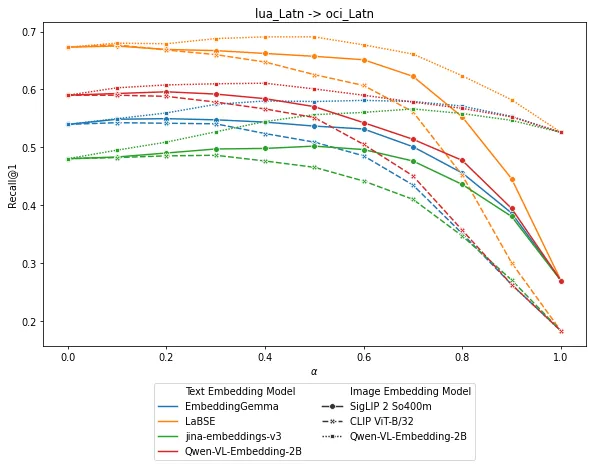 lua_Latn -> oci_Latn
0.7
0.6
0.5
0.4
0.3
0.2
Recall@1
0.0 0.2 0.4 0.6 0.8 1.0
α
Text Embedding Model Image Embedding Model
EmbeddingGemma SigLIP 2 So400m
LaBSE CLIP ViT-B/32
jina-embeddings-v3 Qwen-VL-Embedding-2B
Qwen-VL-Embedding-2B